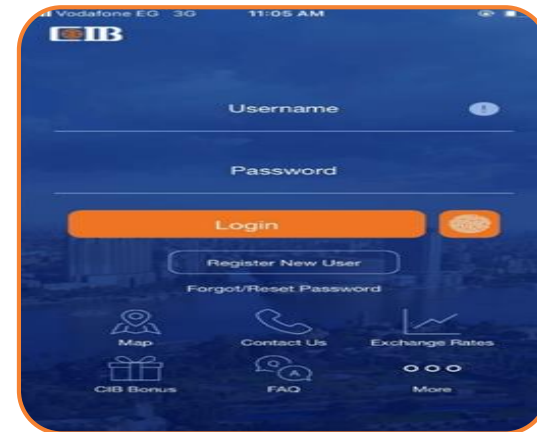 Vodafone EG 3G 11:05 AM
CIB
Username
!
Password
Login
Register New User
Forgot/Reset Password
Map Contact Us Exchange Rates
Q A
CIB Bonus FAQ More